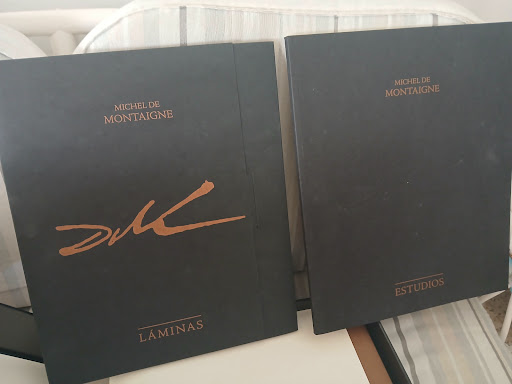 MICHEL DE
MONTAIGNE
LÁMINAS
MICHEL DE
MONTAIGNE
ESTUDIOS